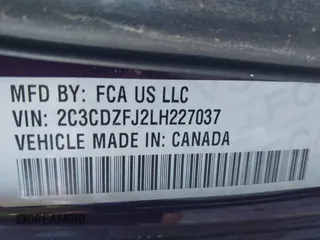 MFD BY: FCA US LLC
VIN: 2C3CDZFJ2LH227037
VEHICLE MADE IN: CANADA